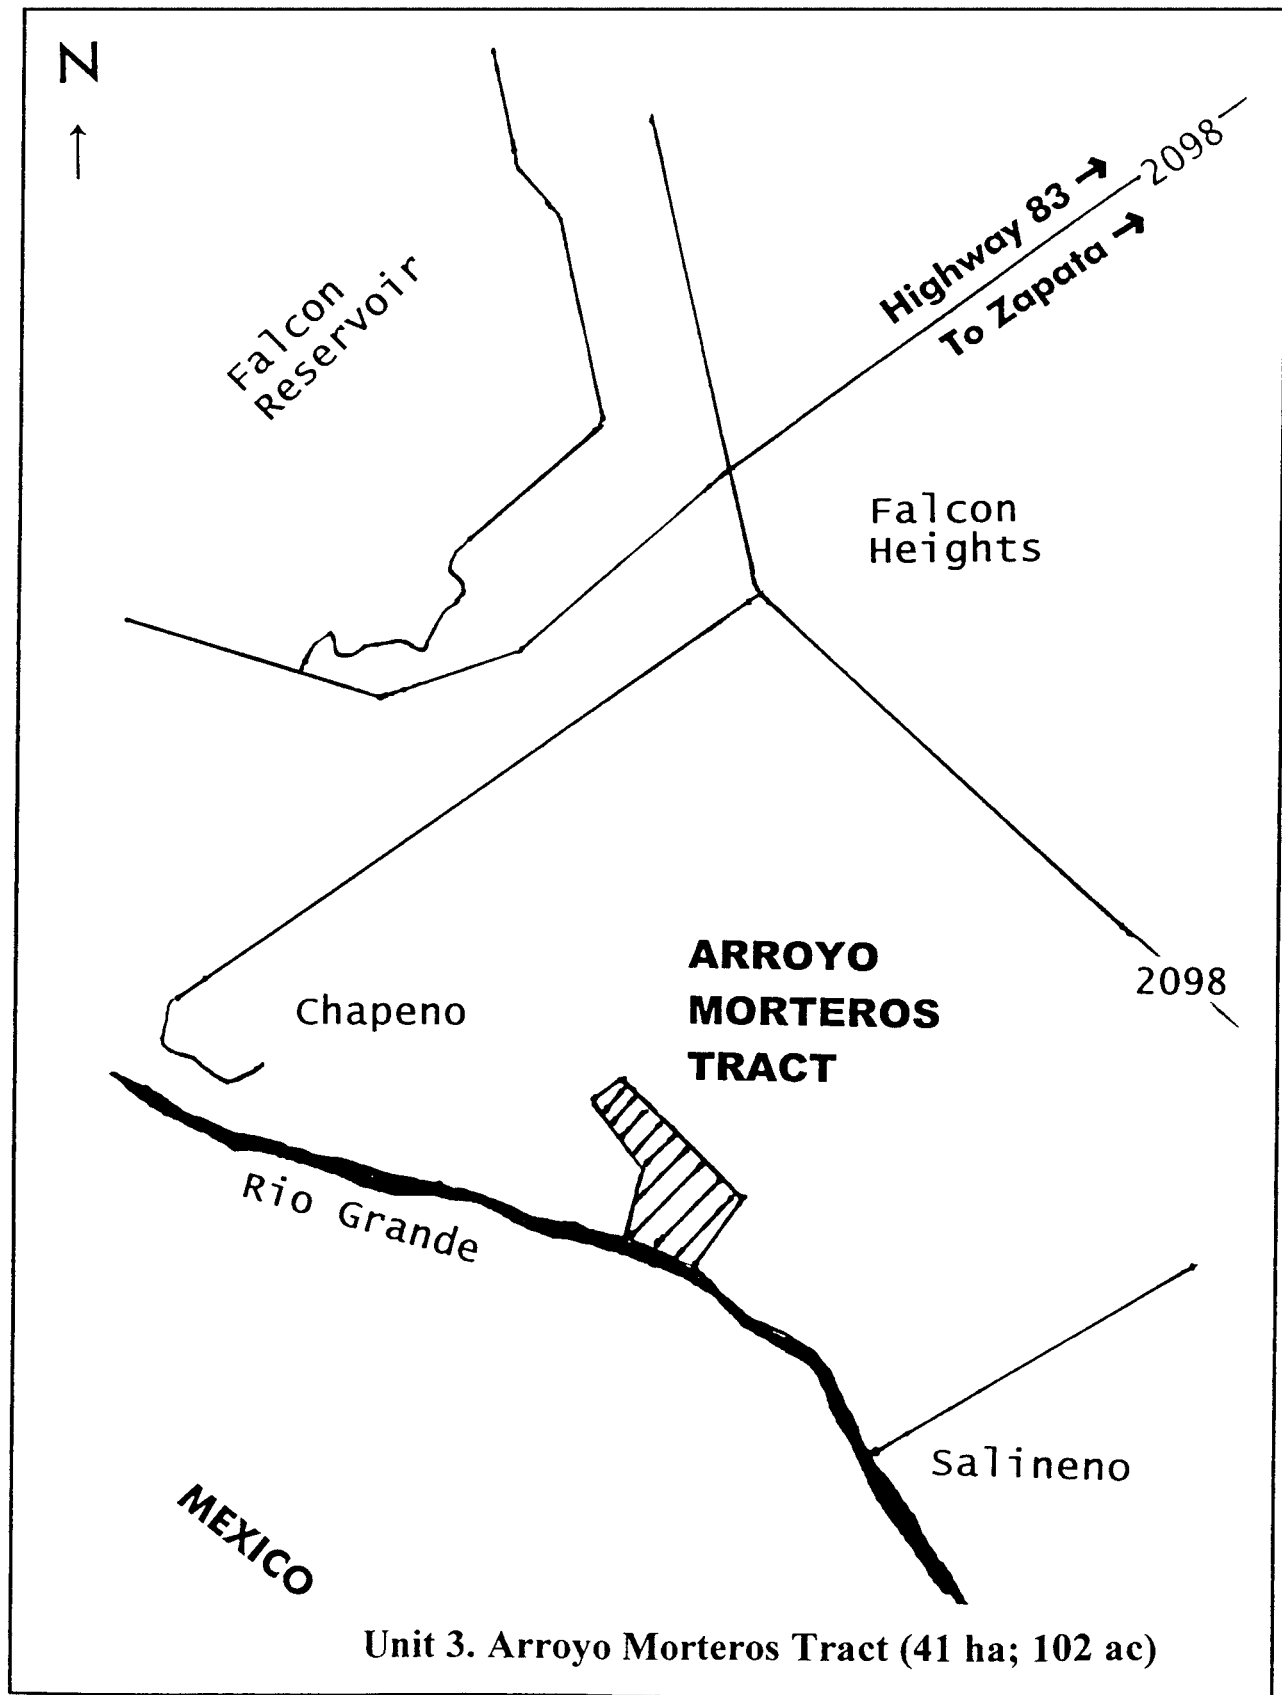 N
↑
2098
Highway 83 →
To Zapata →
Falcon
Reservoir
Falcon
Heights
ARROYO
MORTEROS
TRACT
2098
Chapeno
Rio Grande
Salineno
MEXICO
Unit 3. Arroyo Morteros Tract (41 ha; 102 ac)